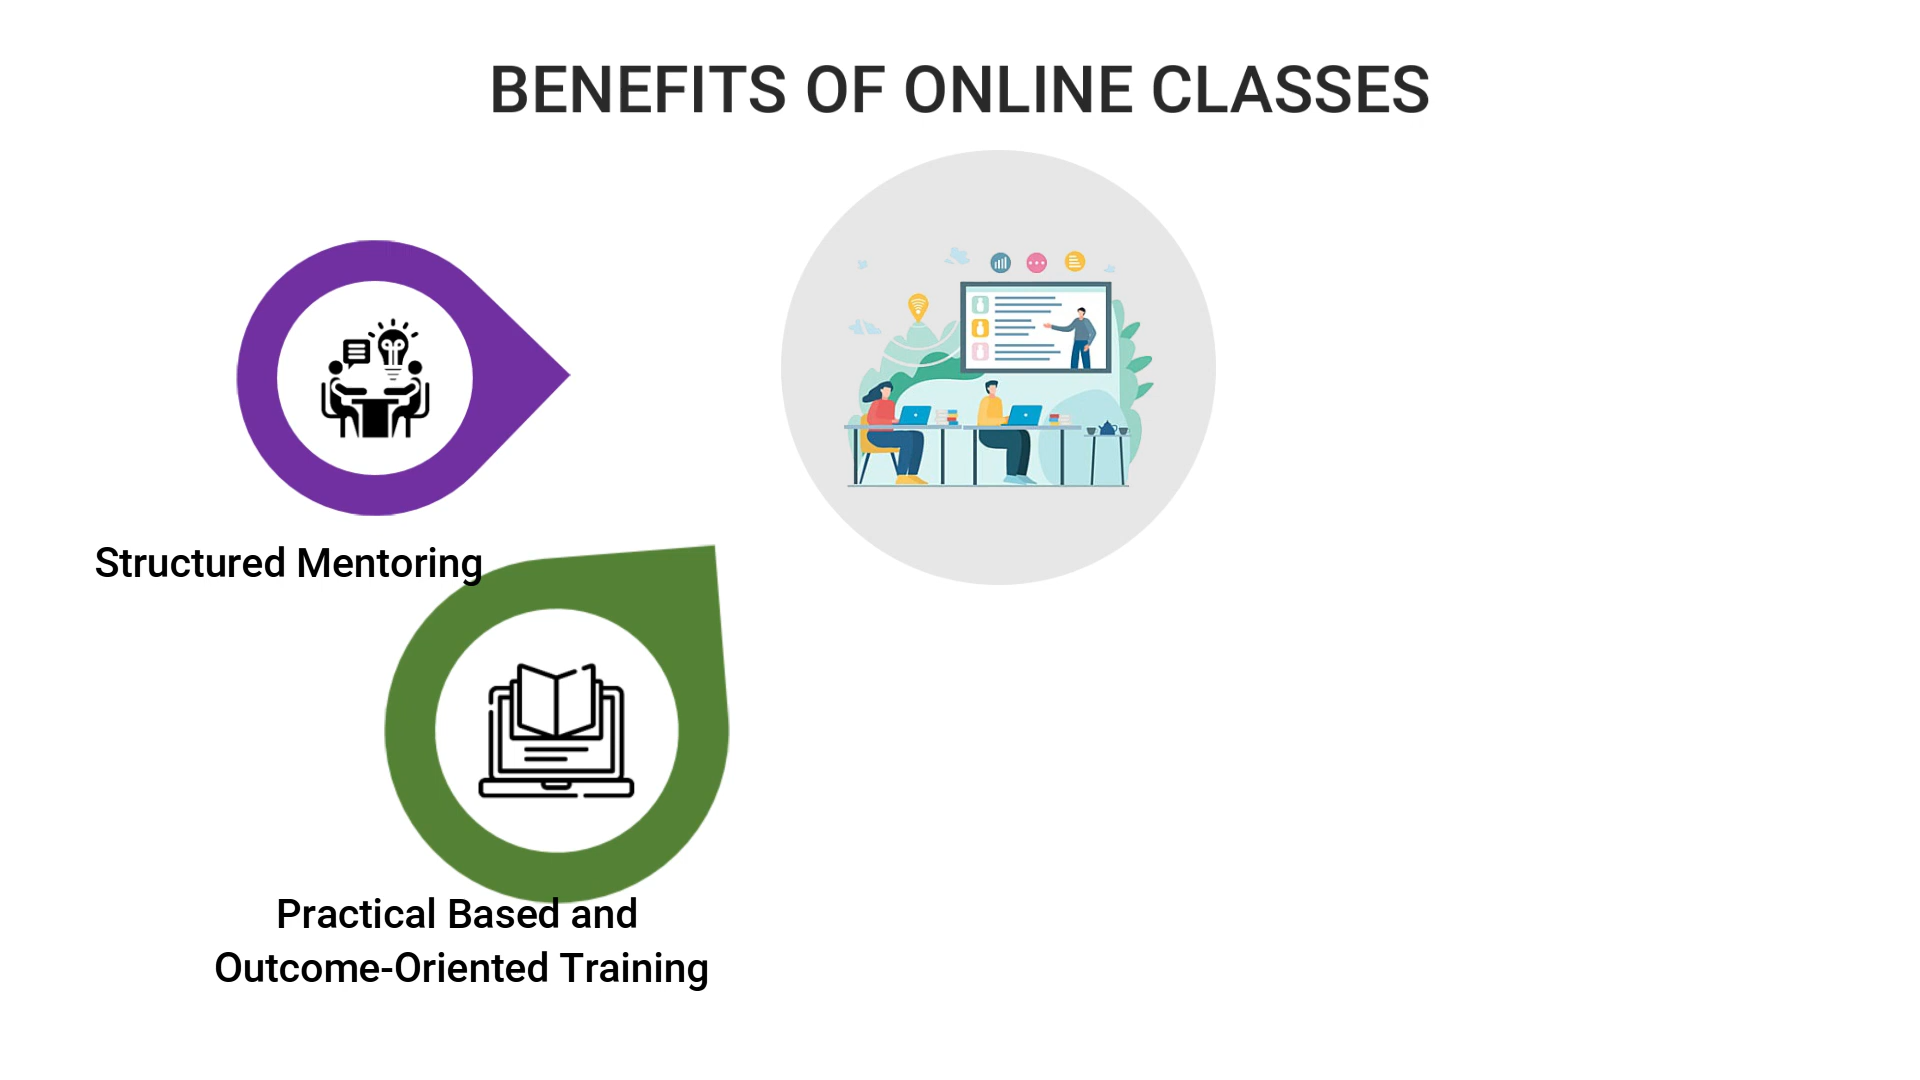 BENEFITS OF ONLINE CLASSES
Structured Mentoring
Practical Based and
Outcome-Oriented Training